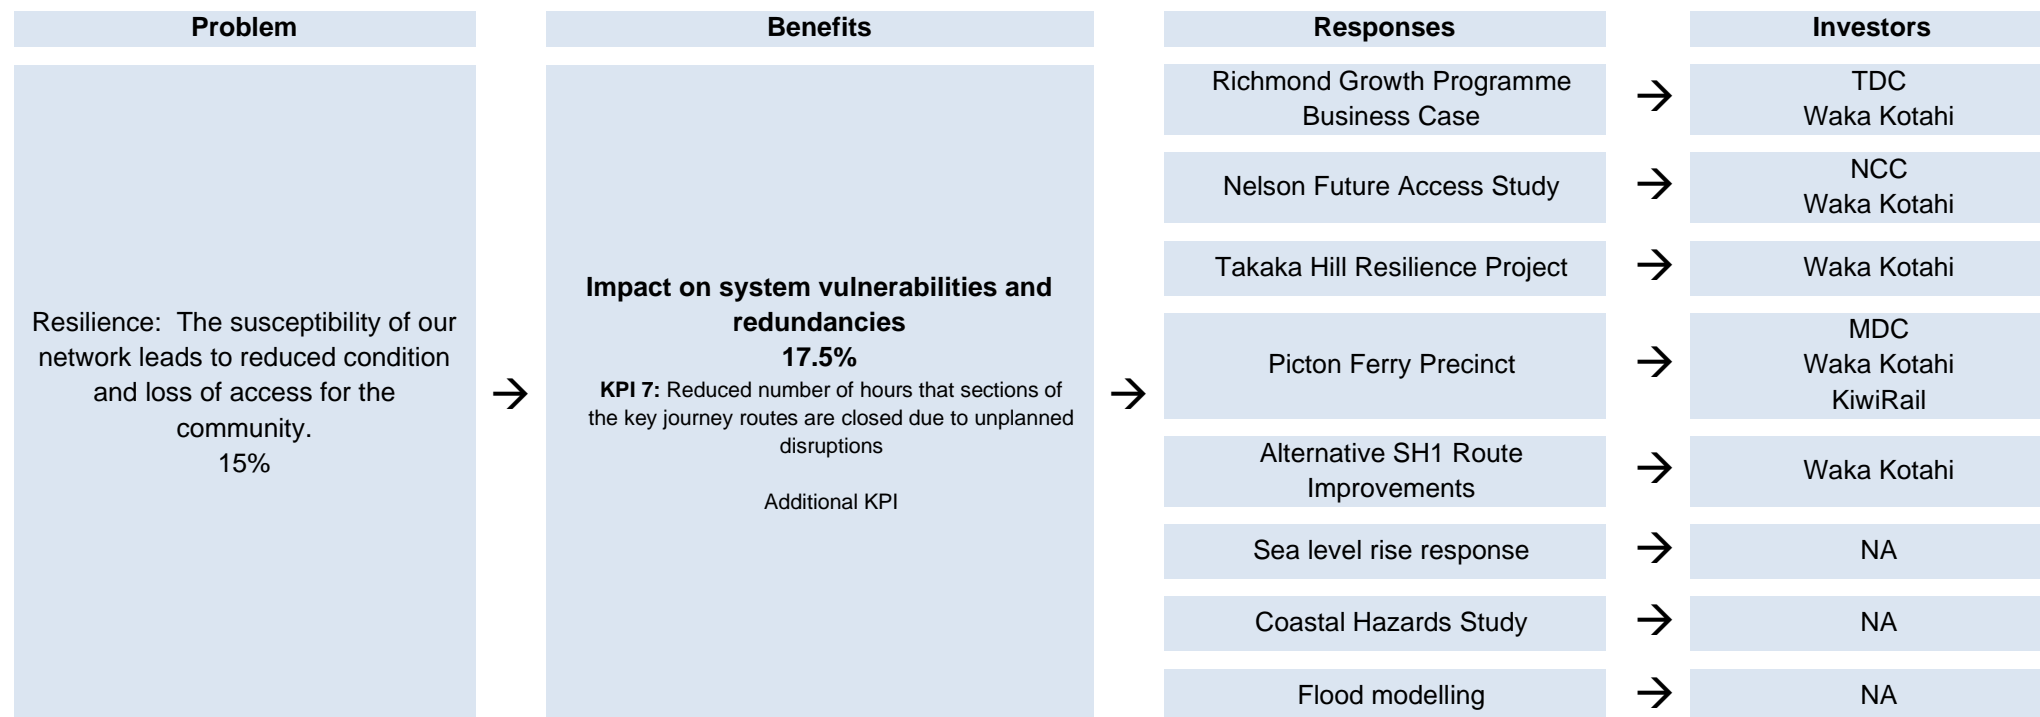 Problem
Benefits
Responses
Investors
Resilience:  The susceptibility of our
network leads to reduced condition
and loss of access for the
community.
15%
→
Impact on system vulnerabilities and
redundancies
17.5%
KPI 7: Reduced number of hours that sections of
the key journey routes are closed due to unplanned
disruptions
Additional KPI
→
Richmond Growth Programme
Business Case
→
TDC
Waka Kotahi
Nelson Future Access Study
→
NCC
Waka Kotahi
Takaka Hill Resilience Project
→
Waka Kotahi
Picton Ferry Precinct
→
MDC
Waka Kotahi
KiwiRail
Alternative SH1 Route
Improvements
→
Waka Kotahi
Sea level rise response
→
NA
Coastal Hazards Study
→
NA
Flood modelling
→
NA